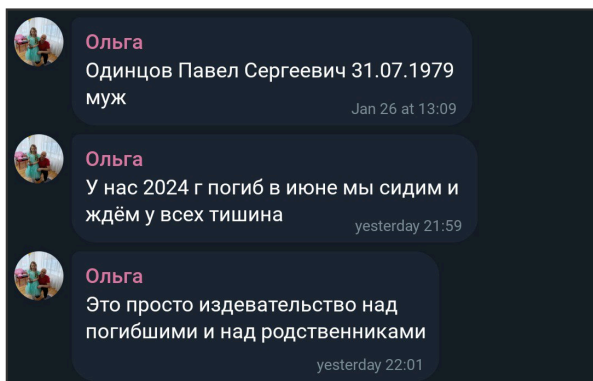 Ольга
Одинцов Павел Сергеевич 31.07.1979
муж
Jan 26 at 13:09
Ольга
У нас 2024 г погиб в июне мы сидим и
ждём у всех тишина
yesterday 21:59
Ольга
Это просто издевательство над
погибшими и над родственниками
yesterday 22:01